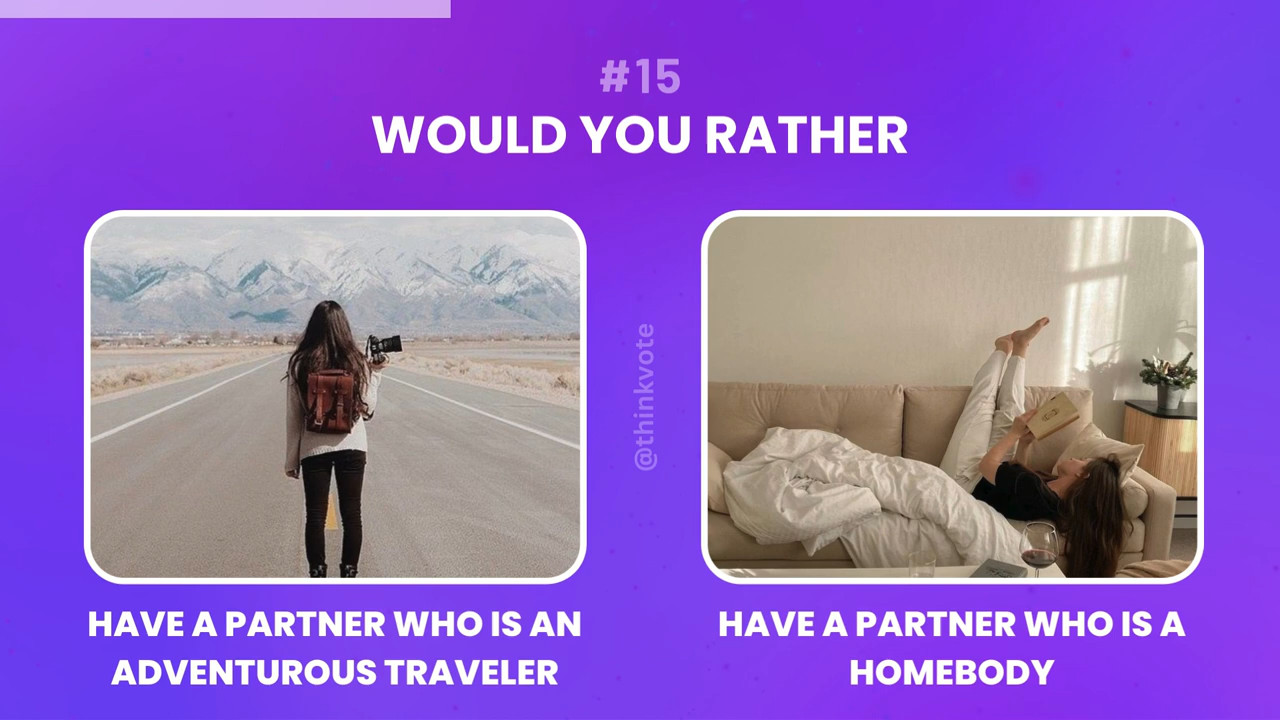 #15
WOULD YOU RATHER
@thinkvote
HAVE A PARTNER WHO IS AN
ADVENTUROUS TRAVELER
HAVE A PARTNER WHO IS A
HOMEBODY